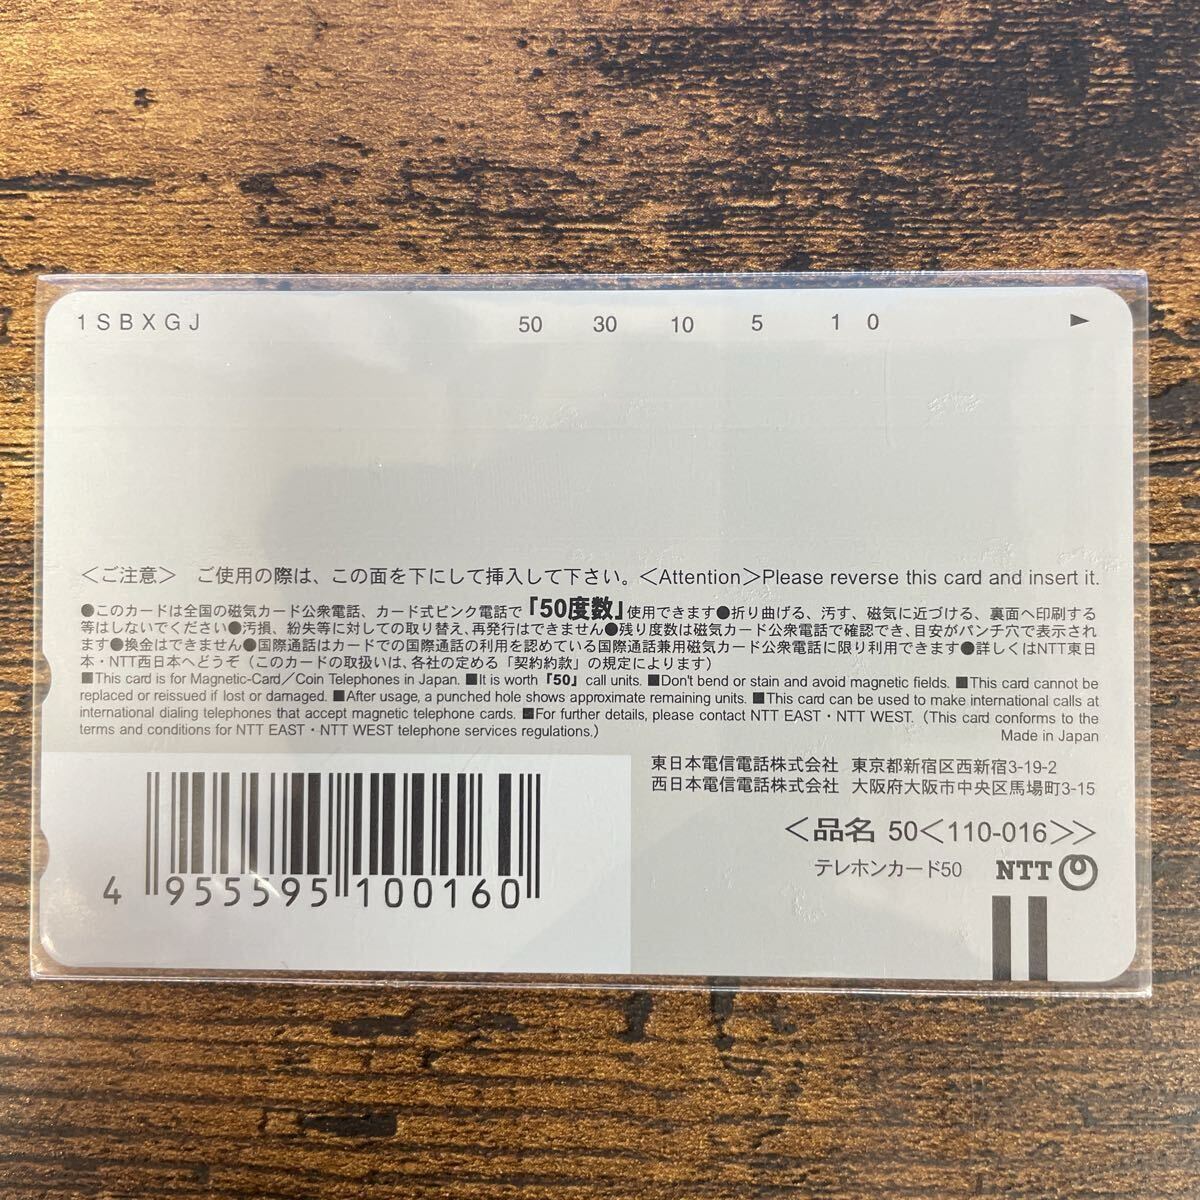 1SBXGJ 50 30 10 5 1 0
＜ご注意＞ ご使用の際は、この面を下にして挿入して下さい。＜Attention＞Please reverse this card and insert it.
●このカードは全国の磁気カード公衆電話、カード式ピンク電話で「50度数」使用できます●折り曲げる、汚す、磁気に近づける、裏面へ印刷する
等はしないでください●汚損、紛失等に対しての取り替え、再発行はできません●残り度数は磁気カード公衆電話で確認でき、目安がパンチ穴で表示され
ます●換金はできません●国際通話はカードでの国際通話の利用を認めている国際通話兼用磁気カード公衆電話に限り利用できます●詳しくはNTT東日
本・NTT西日本へどうぞ（このカードの取扱いは、各社の定める「契約約款」の規定によります）
■This card is for Magnetic-Card／Coin Telephones in Japan. ■It is worth「50」call units. ■Don't bend or stain and avoid magnetic fields. ■This card cannot be
replaced or reissued if lost or damaged. ■After usage, a punched hole shows approximate remaining units. ■This card can be used to make international calls at
international dialing telephones that accept magnetic telephone cards. ■For further details, please contact NTT EAST・NTT WEST.（This card conforms to the
terms and conditions for NTT EAST・NTT WEST telephone services regulations.）
Made in Japan
東日本電信電話株式会社 東京都新宿区西新宿3-19-2
西日本電信電話株式会社 大阪府大阪市中央区馬場町3-15
＜品名 50＜110-016＞＞
テレホンカード50 NTT
4 955595 100160